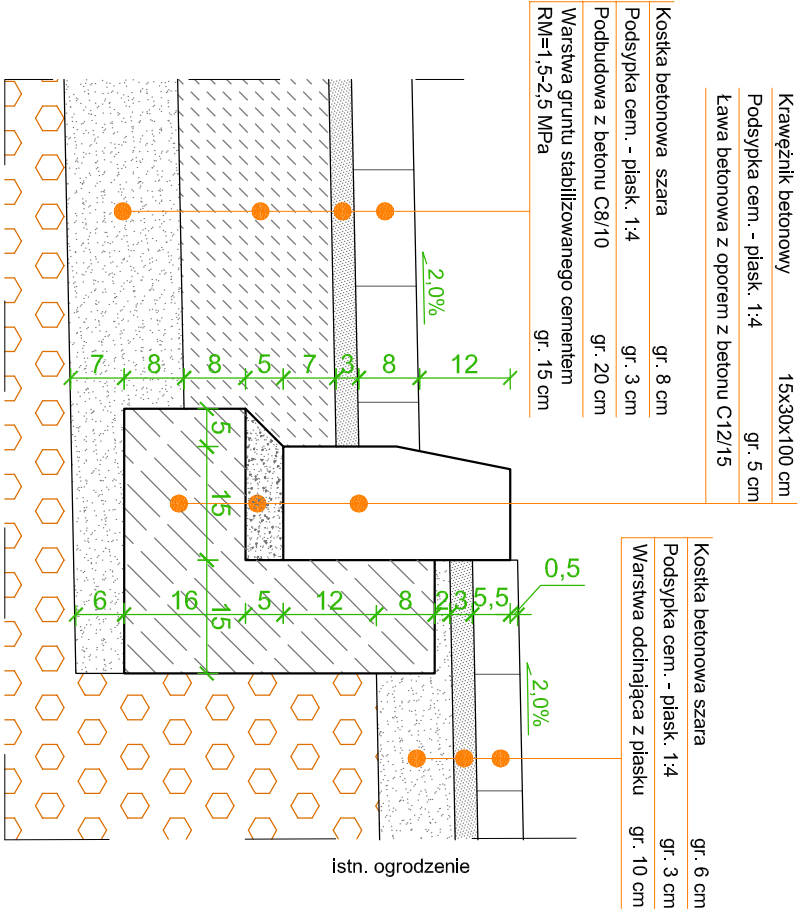 Krawężnik betonowy 15x30x100 cm
Podsypka cem. - piask. 1:4 gr. 5 cm
Ława betonowa z oporem z betonu C12/15
Kostka betonowa szara gr. 8 cm
Podsypka cem. - piask. 1:4 gr. 3 cm
Podbudowa z betonu C8/10 gr. 20 cm
Warstwa gruntu stabilizowanego cementem
RM=1,5-2,5 MPa gr. 15 cm
Kostka betonowa szara gr. 6 cm
Podsypka cem. - piask. 1:4 gr. 3 cm
Warstwa odcinająca z piasku gr. 10 cm
2,0%
7 8 8 5 7 3 8 12
5
15
15
0,5
6 16 5 12 8 2 3 5,5
2,0%
istn. ogrodzenie